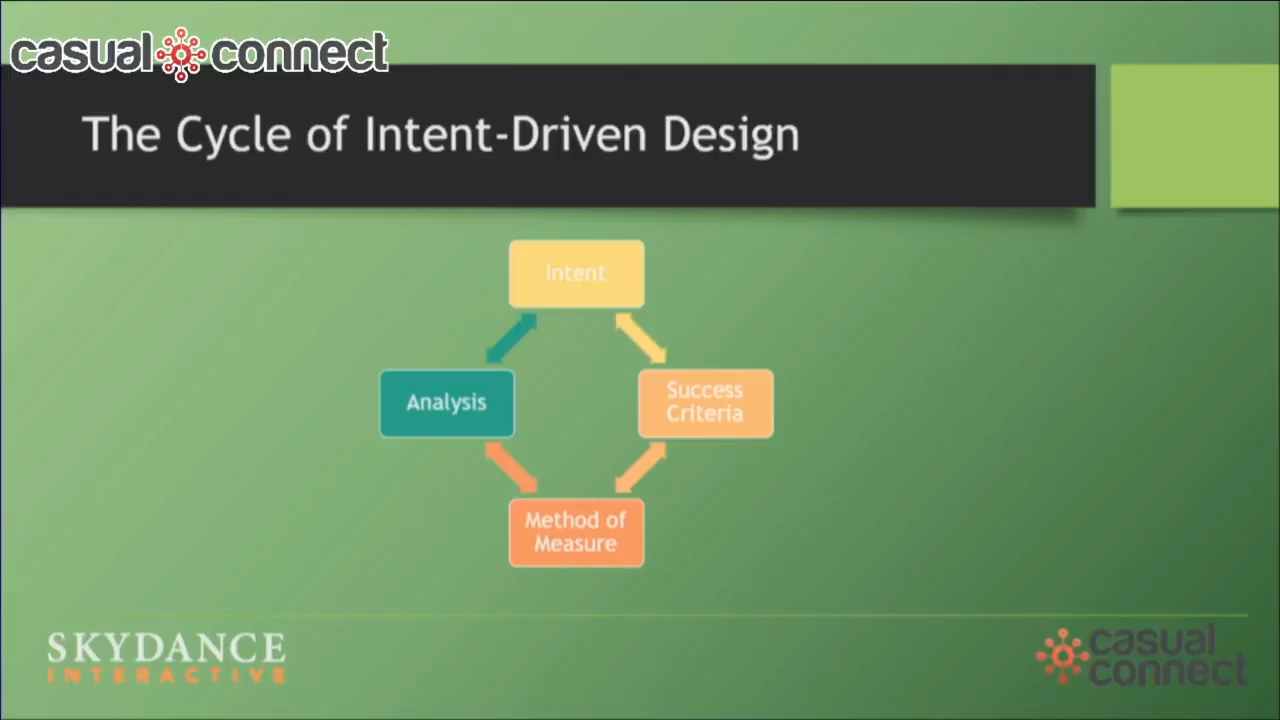 casual connect
The Cycle of Intent-Driven Design
Intent
Analysis
Success
Criteria
Method of
Measure
SKYDANCE
INTERACTIVE
casual
connect